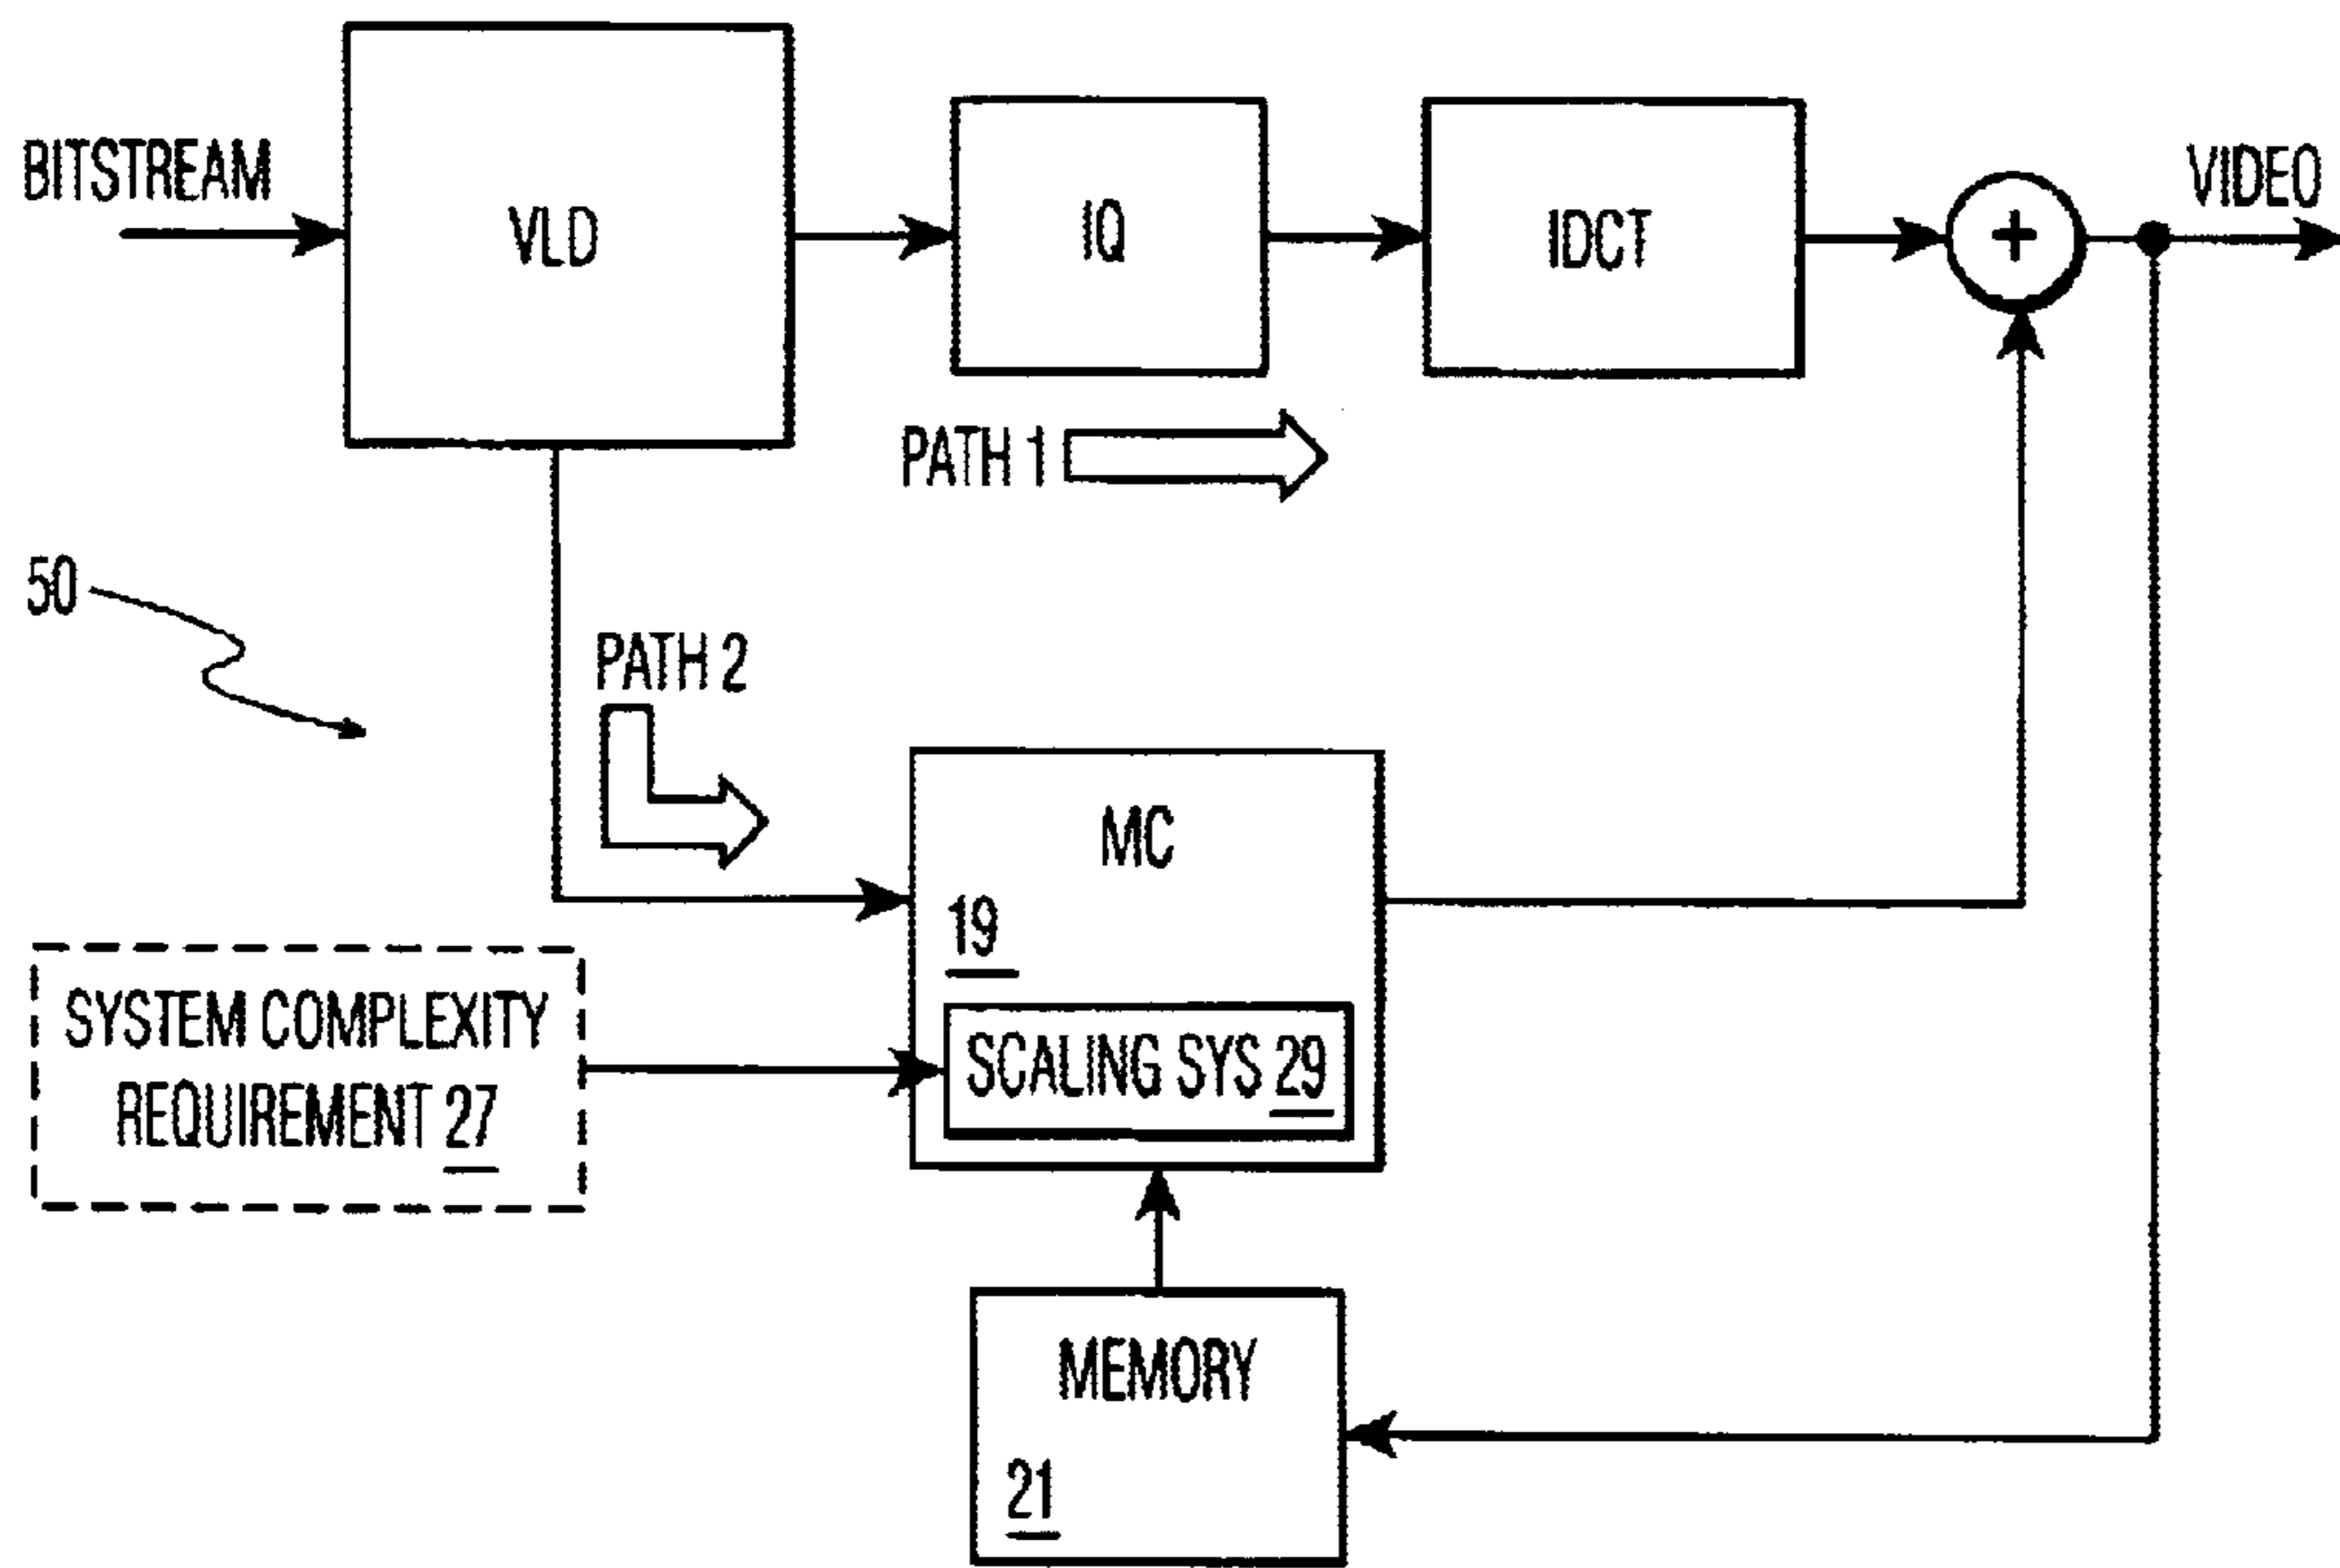 BITSTREAM
VLD
IQ
IDCT
+
VIDEO
PATH 1
50
PATH 2
MC
19
SCALING SYS 29
SYSTEM COMPLEXITY
REQUIREMENT 27
MEMORY
21